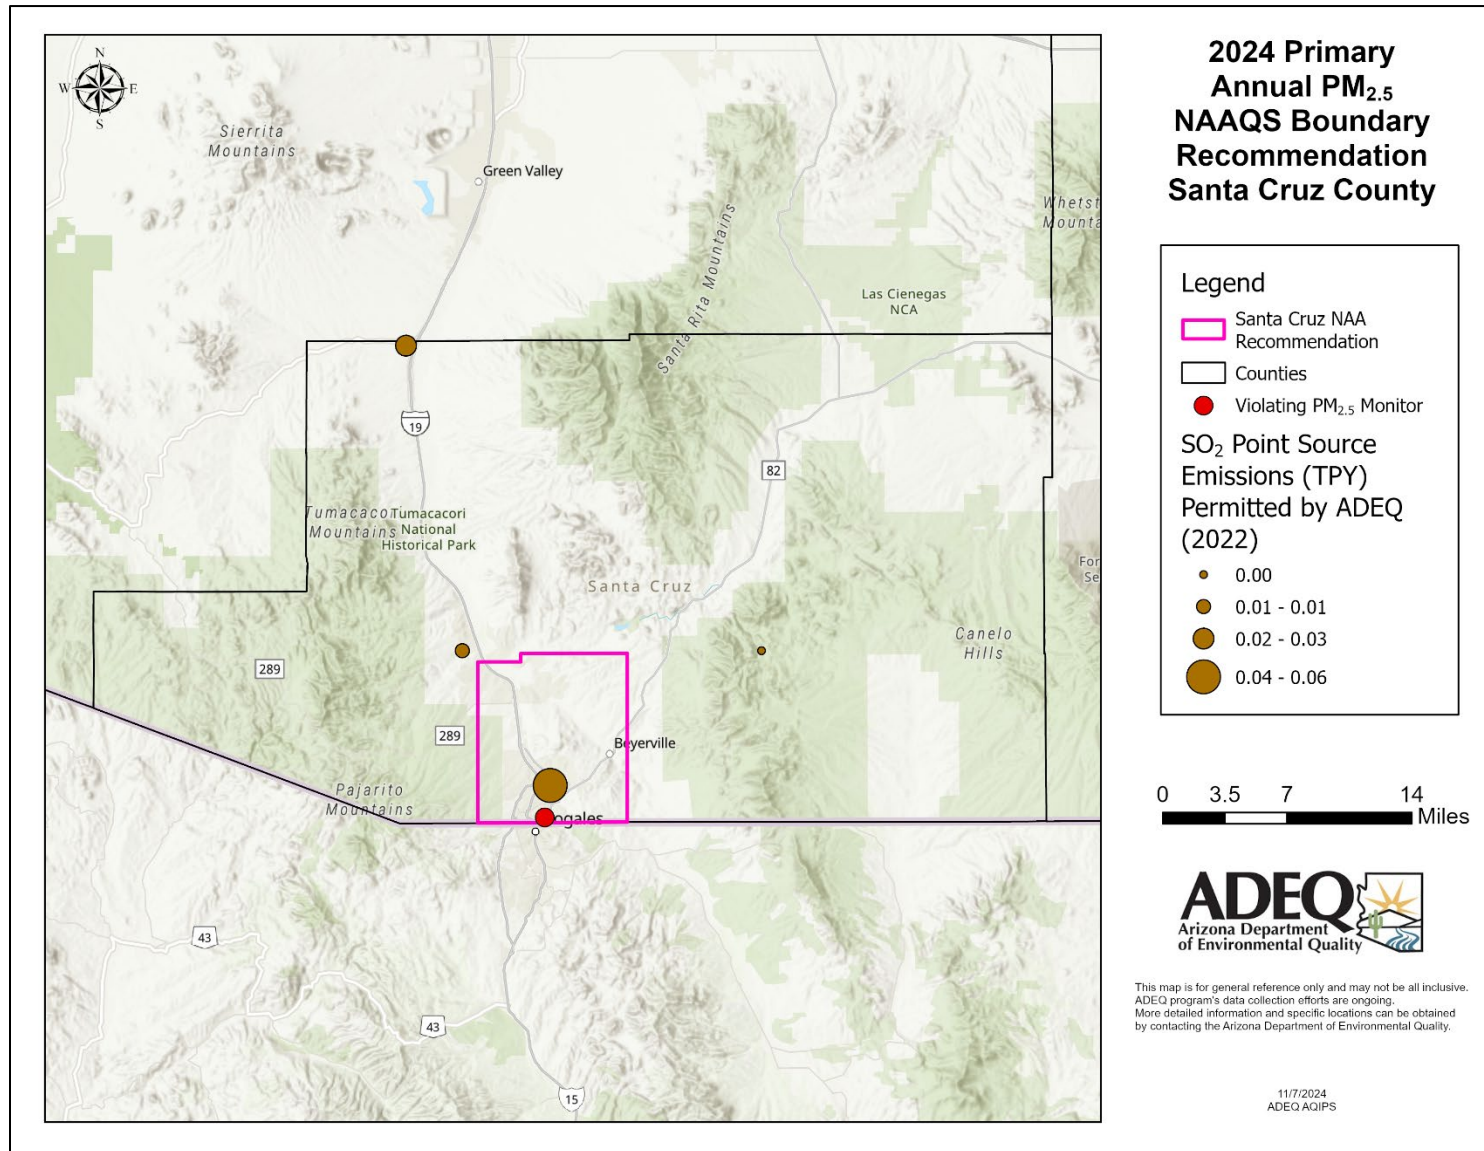 2024 Primary
Annual PM2.5
NAAQS Boundary
Recommendation
Santa Cruz County
N
W E
S
Sierrita
Mountains
Green Valley
Santa Rita Mountains
Las Cienegas
NCA
19
82
Tumacacori
National
Historical Park
Mountains
Santa Cruz
Canelo
Hills
289
289
Beyerville
Pajarito
Mountains
43
43
15
Legend
Santa Cruz NAA
Recommendation
Counties
Violating PM2.5 Monitor
SO2 Point Source
Emissions (TPY)
Permitted by ADEQ
(2022)
0.00
0.01 - 0.01
0.02 - 0.03
0.04 - 0.06
0 3.5 7 14
Miles
ADEQ
Arizona Department
of Environmental Quality
This map is for general reference only and may not be all inclusive.
ADEQ program's data collection efforts are ongoing.
More detailed information and specific locations can be obtained
by contacting the Arizona Department of Environmental Quality.
11/7/2024
ADEQ AQIPS